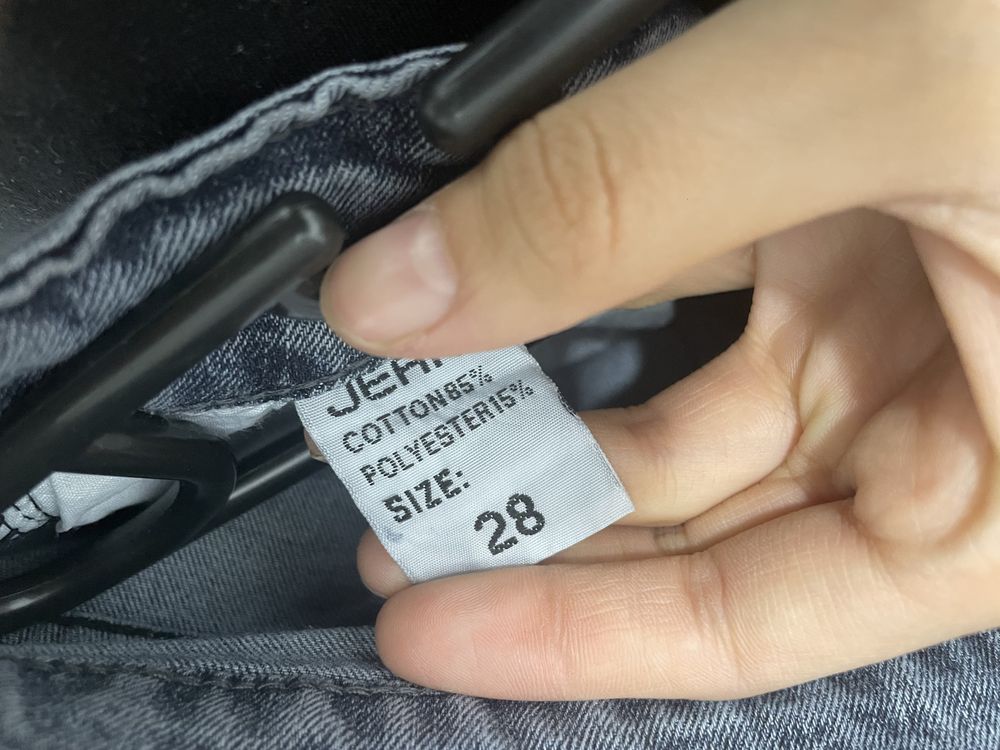 COTTON85%
POLYESTER15%
SIZE:
28